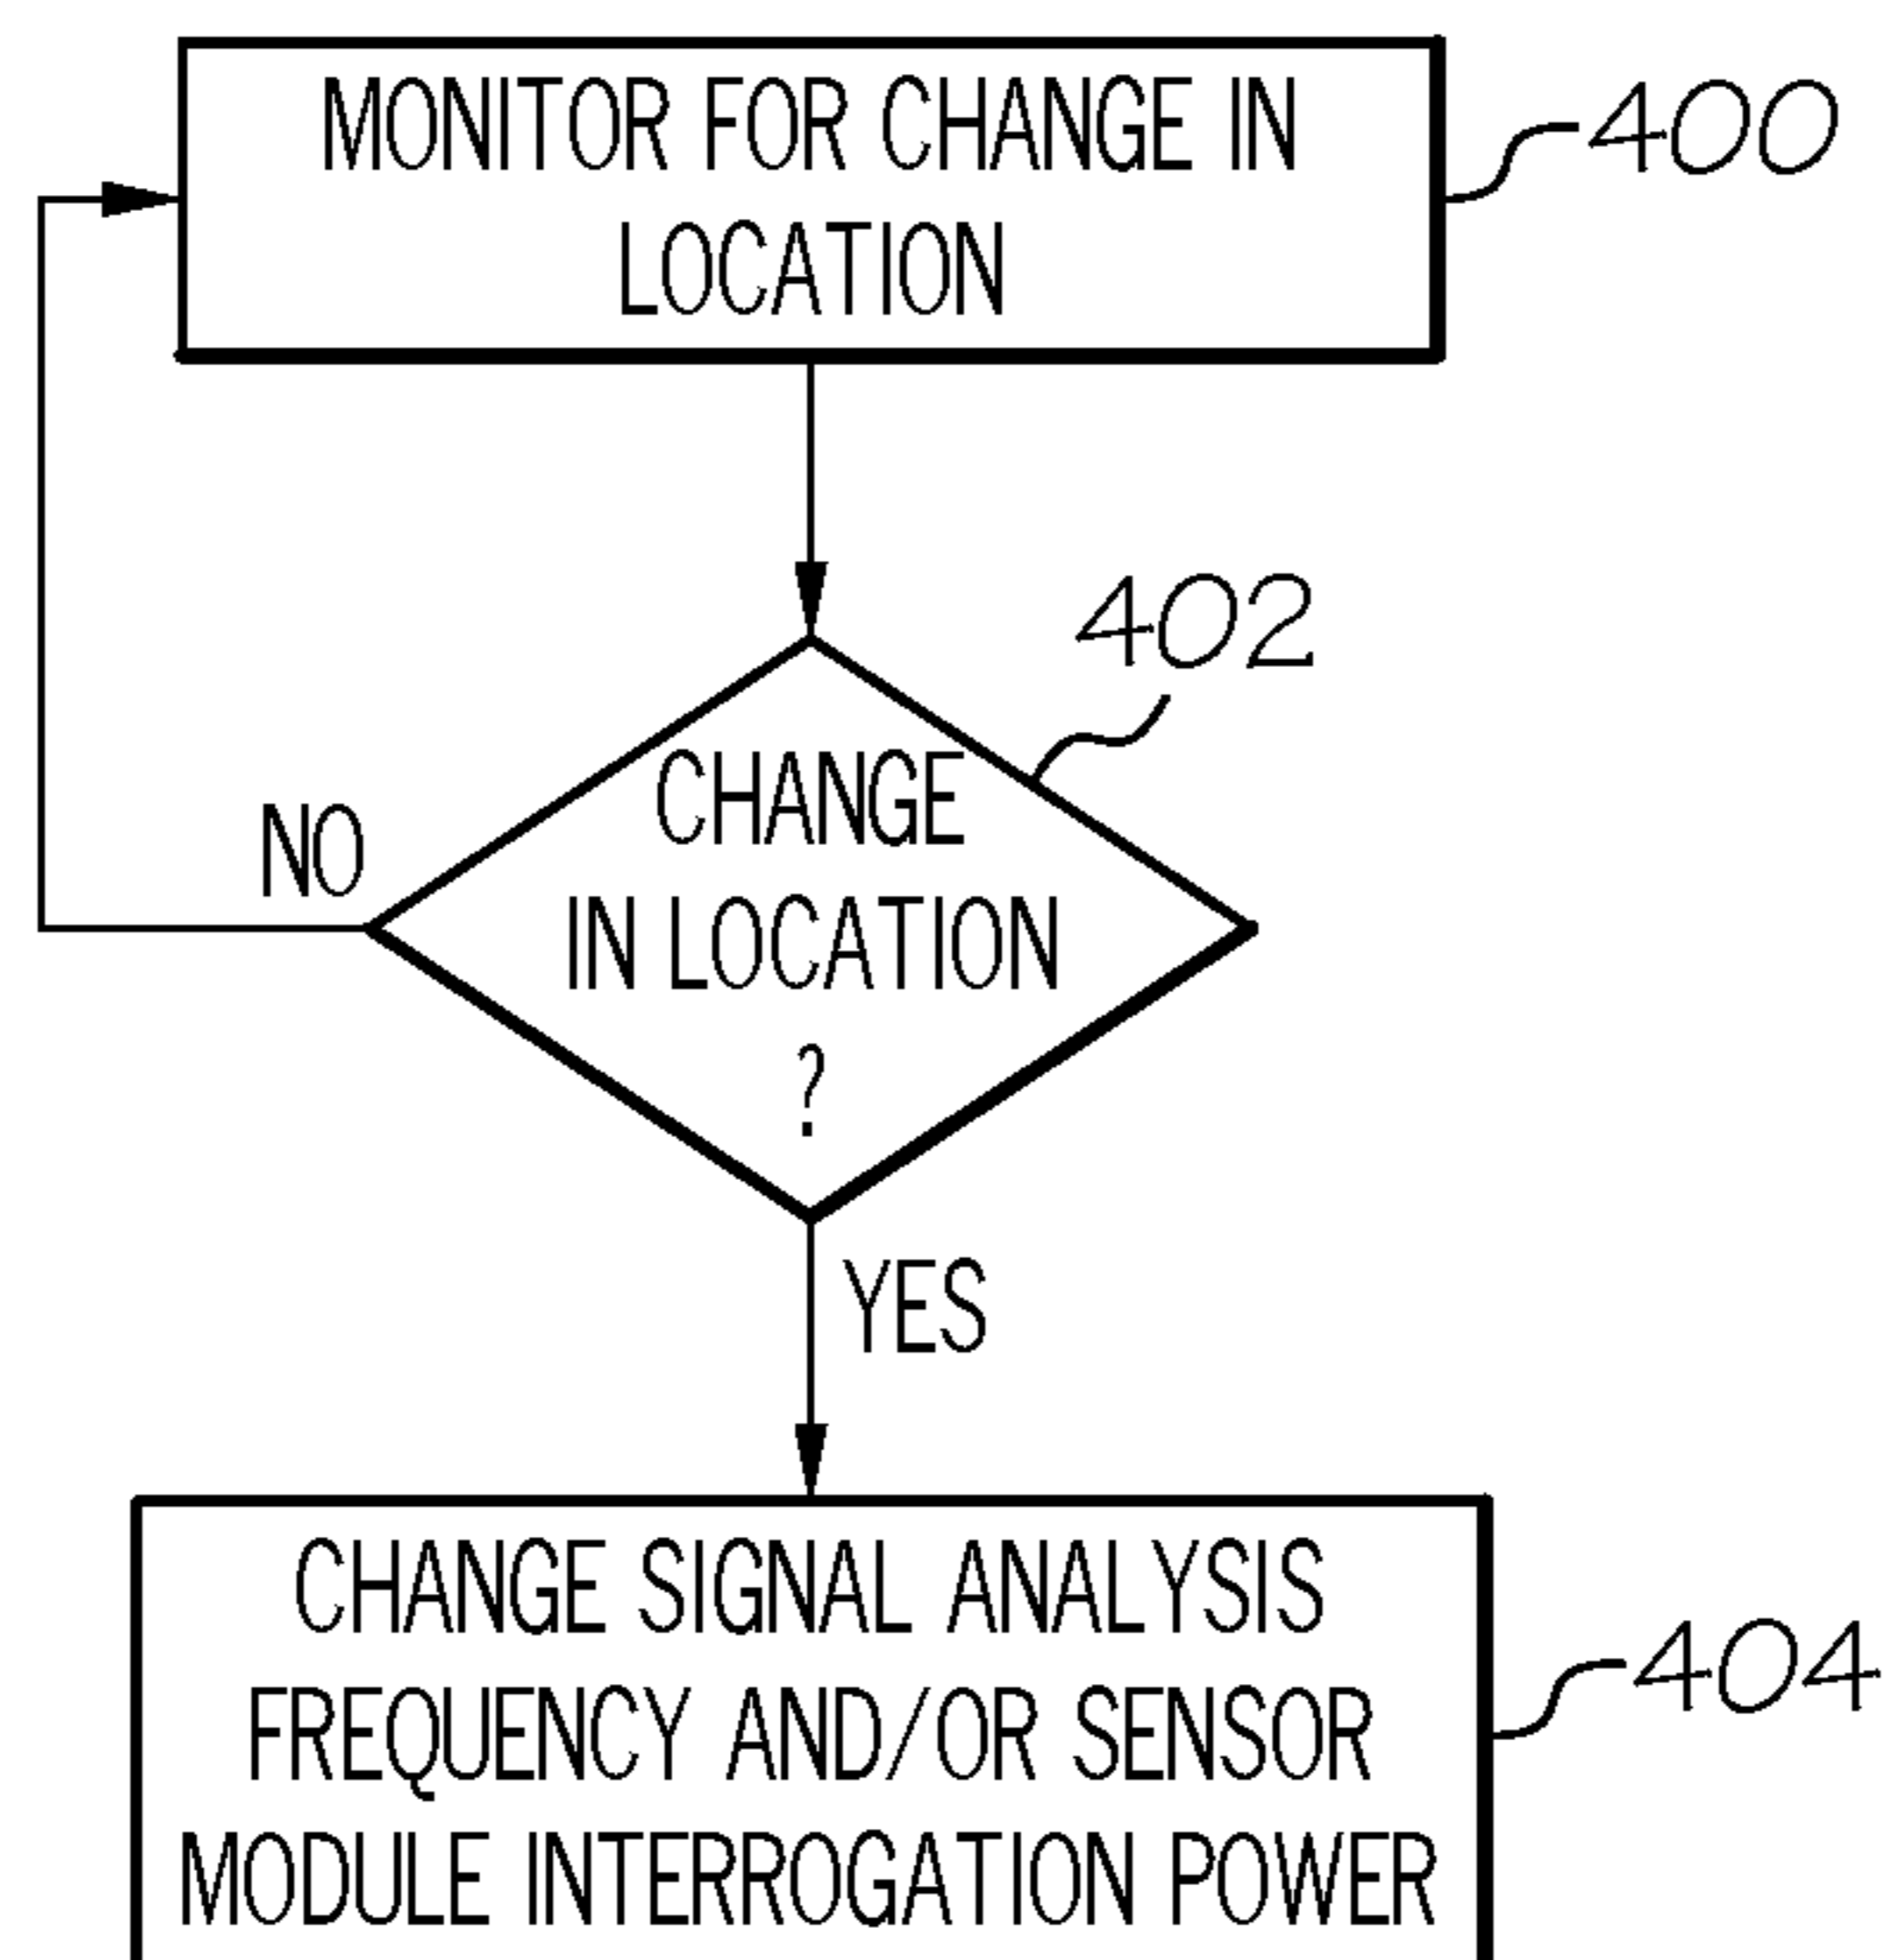 MONITOR FOR CHANGE IN
LOCATION
400
402
CHANGE
IN LOCATION
?
NO
YES
CHANGE SIGNAL ANALYSIS
FREQUENCY AND/OR SENSOR
MODULE INTERROGATION POWER
404